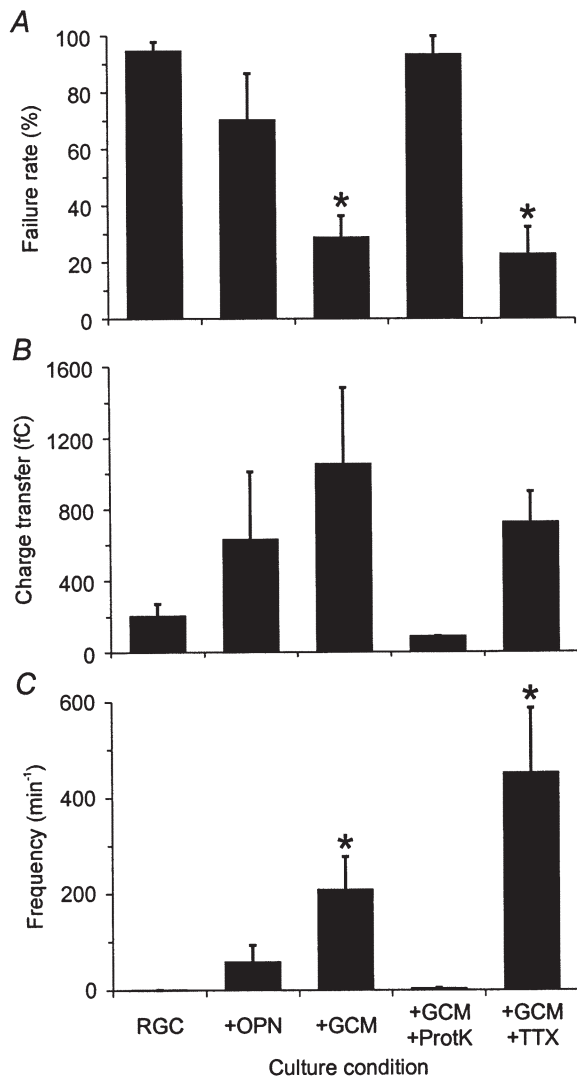 A
Failure rate (%)
100
80
60
40
20
0
*
*
B
Charge transfer (fC)
1600
1200
800
400
0
C
Frequency (min-1)
600
400
200
0
*
*
RGC
+OPN
+GCM
+GCM
+ProtK
+GCM
+TTX
Culture condition